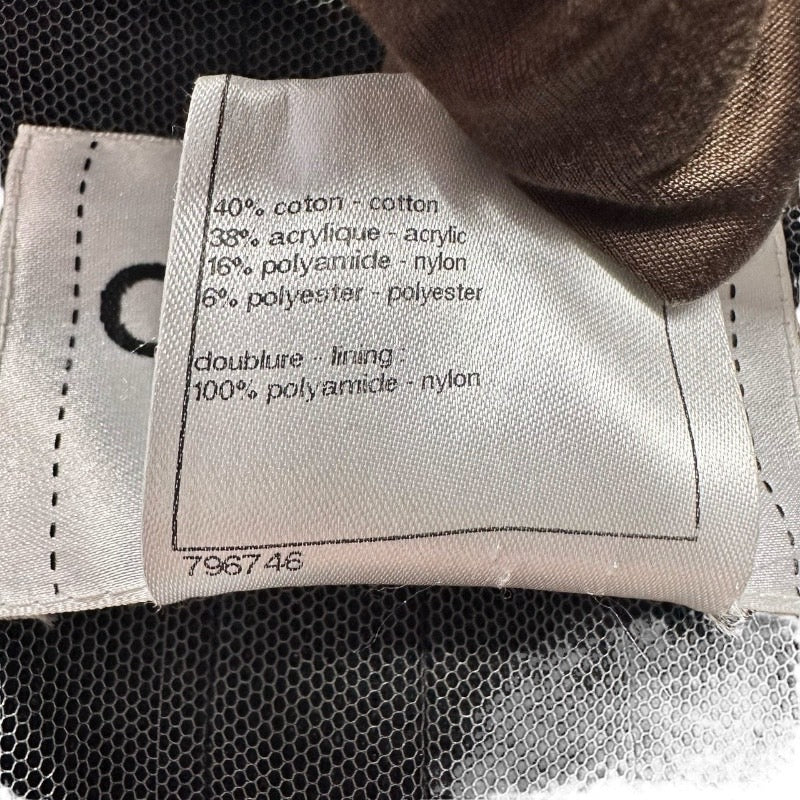 40% coton - cotton
38% acrylique - acrylic
16% polyamide - nylon
6% polyester - polyester
doublure - lining :
100% polyamide - nylon
796746